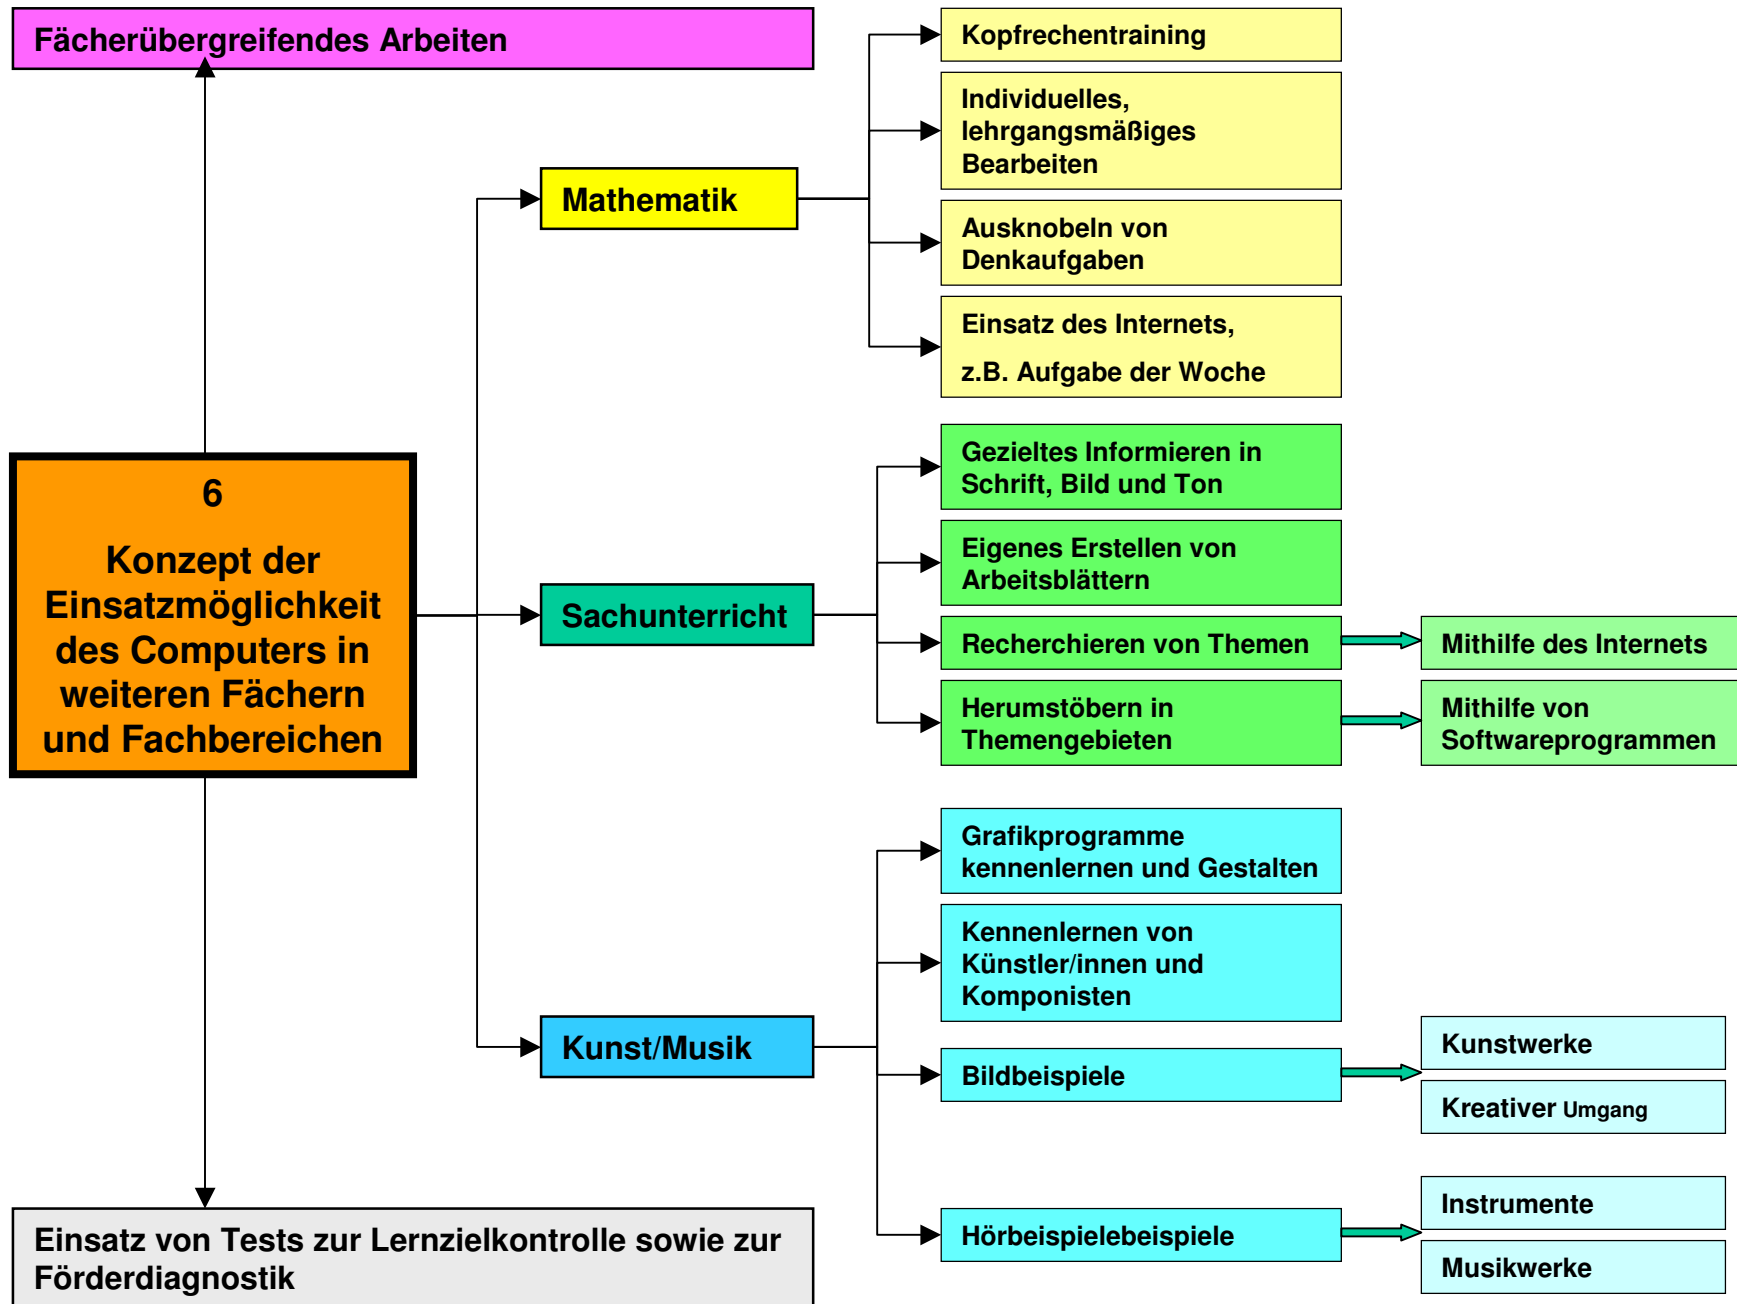 Fächerübergreifendes Arbeiten
6
Konzept der
Einsatzmöglichkeit
des Computers in
weiteren Fächern
und Fachbereichen
Einsatz von Tests zur Lernzielkontrolle sowie zur
Förderdiagnostik
Mathematik
Kopfrechentraining
Individuelles,
lehrgangsmäßiges
Bearbeiten
Ausknobeln von
Denkaufgaben
Einsatz des Internets,
z.B. Aufgabe der Woche
Sachunterricht
Gezieltes Informieren in
Schrift, Bild und Ton
Eigenes Erstellen von
Arbeitsblättern
Recherchieren von Themen
Mithilfe des Internets
Herumstöbern in
Themengebieten
Mithilfe von
Softwareprogrammen
Kunst/Musik
Grafikprogramme
kennenlernen und Gestalten
Kennenlernen von
Künstler/innen und
Komponisten
Bildbeispiele
Kunstwerke
Kreativer Umgang
Hörbeispielebeispiele
Instrumente
Musikwerke